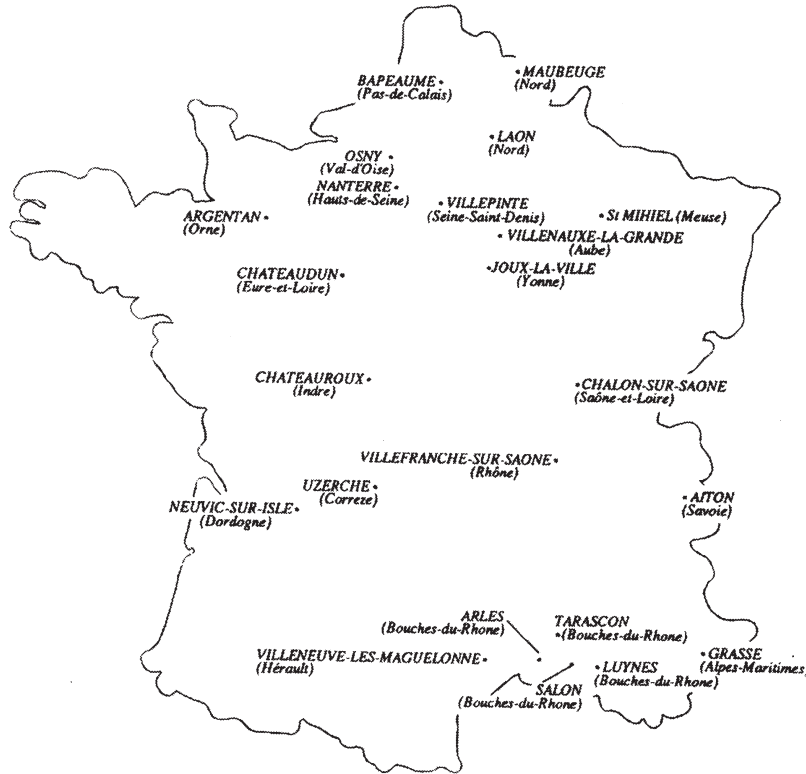 BAPEAUME
(Pas-de-Calais)
MAUBEUGE
(Nord)
LAON
(Nord)
OSNY
(Val-d'Oise)
NANTERRE
(Hauts-de-Seine)
VILLEPINTE
(Seine-Saint-Denis)
ARGENTAN
(Orne)
St MIHIEL (Meuse)
VILLENAUXE-LA-GRANDE
(Aube)
CHATEAUDUN
(Eure-et-Loire)
JOUX-LA-VILLE
(Yonne)
CHATEAUROUX
(Indre)
CHALON-SUR-SAONE
(Saône-et-Loire)
VILLEFRANCHE-SUR-SAONE
(Rhône)
UZERCHE
(Correze)
NEUVIC-SUR-ISLE
(Dordogne)
AITON
(Savoie)
ARLES
(Bouches-du-Rhone)
TARASCON
(Bouches-du-Rhone)
VILLENEUVE-LES-MAGUELONNE
(Hérault)
GRASSE
(Alpes-Maritimes)
LUYNES
(Bouches-du-Rhone)
SALON
(Bouches-du-Rhone)